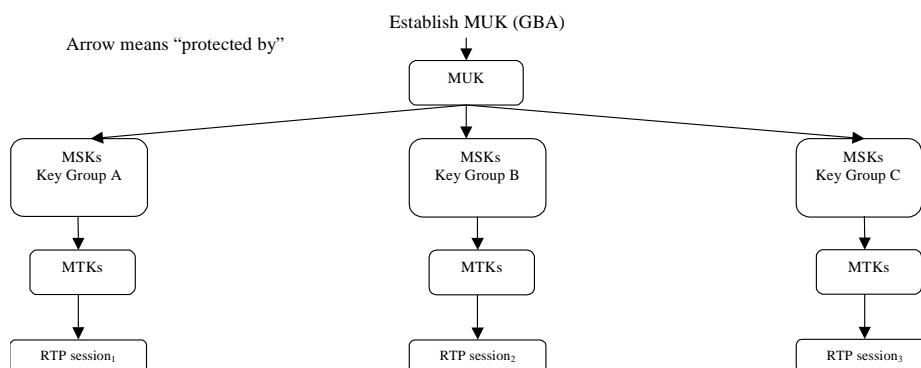 Establish MUK (GBA)
Arrow means “protected by”
MUK
MSKs
Key Group A
MSKs
Key Group B
MSKs
Key Group C
MTKs
MTKs
MTKs
RTP session₁
RTP session₂
RTP session₃